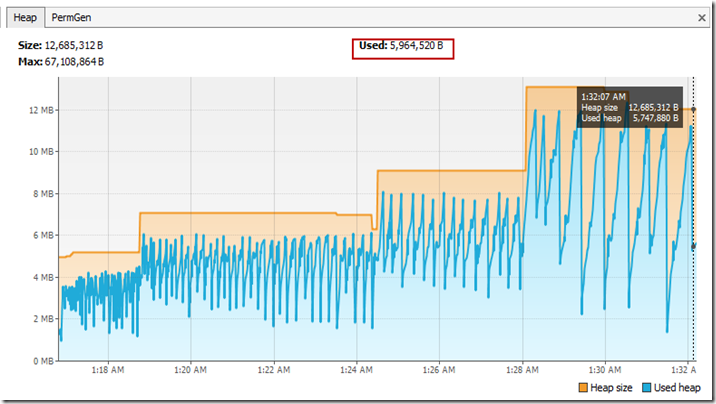 Heap PermGen
Size: 12,685,312 B Used: 5,964,520 B
Max: 67,108,864 B
12 MB
1:32:07 AM
Heap size 12,685,312 B
Used heap 5,747,880 B
10 MB
8 MB
6 MB
4 MB
2 MB
0 MB
1:18 AM 1:20 AM 1:22 AM 1:24 AM 1:26 AM 1:28 AM 1:30 AM 1:32 A
Heap size Used heap